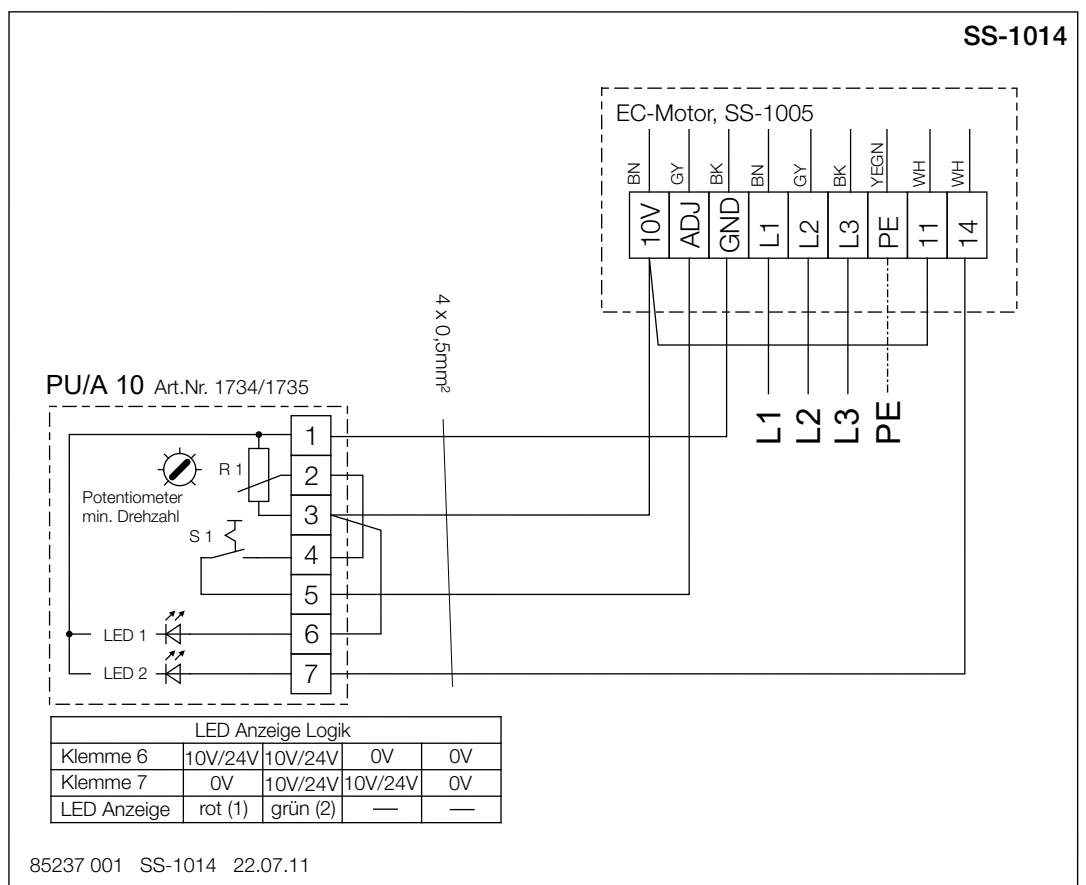 SS-1014
EC-Motor, SS-1005
BN GY BK BN GY BK YEGN WH WH
10V ADJ GND L1 L2 L3 PE 11 14
4 x 0,5mm²
L1 L2 L3 PE
PU/A 10 Art.Nr. 1734/1735
1
R 1 2
Potentiometer
min. Drehzahl
3
S 1
4
5
LED 1 6
LED 2 7
LED Anzeige Logik
Klemme 6 10V/24V 10V/24V 0V 0V
Klemme 7 0V 10V/24V 10V/24V 0V
LED Anzeige rot (1) grün (2) — —
85237 001 SS-1014 22.07.11